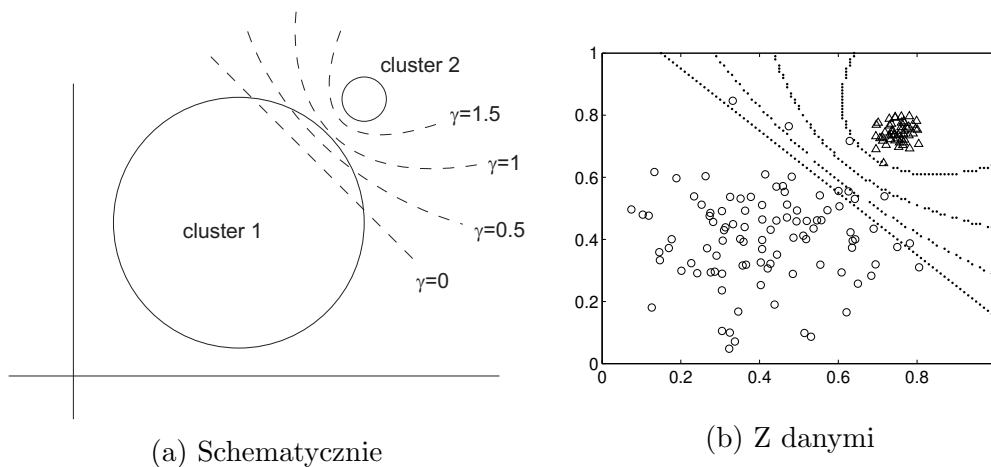 cluster 2
γ=1.5
γ=1
cluster 1
γ=0.5
γ=0
(a) Schematycznie
1
0.8
0.6
0.4
0.2
0
0 0.2 0.4 0.6 0.8
(b) Z danymi